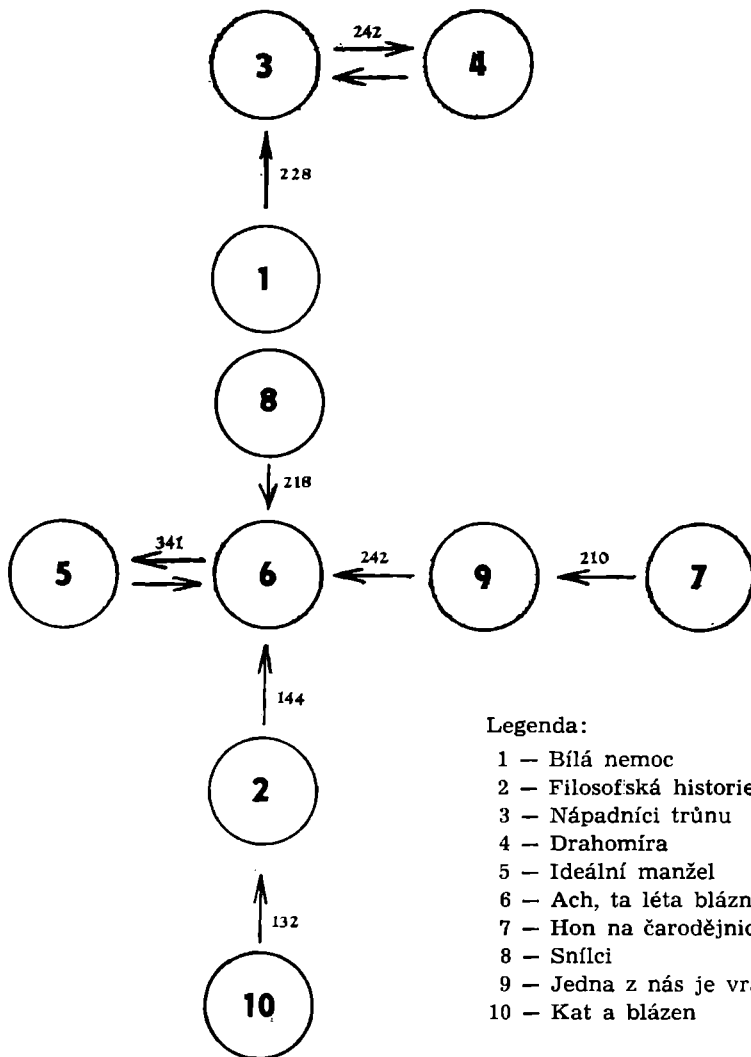 242
3 4
228
1
8
218
341
5 6 242 9 210 7
144
Legenda:
1 — Bílá nemoc
2 2 — Filosofská historie
3 — Nápadníci trůnu
4 — Drahomíra
5 — Ideální manžel
6 — Ach, ta léta
7 — Hon na
132
8 — Snílci
9 — Jedna z nás je
10 10 — Kat a blázen